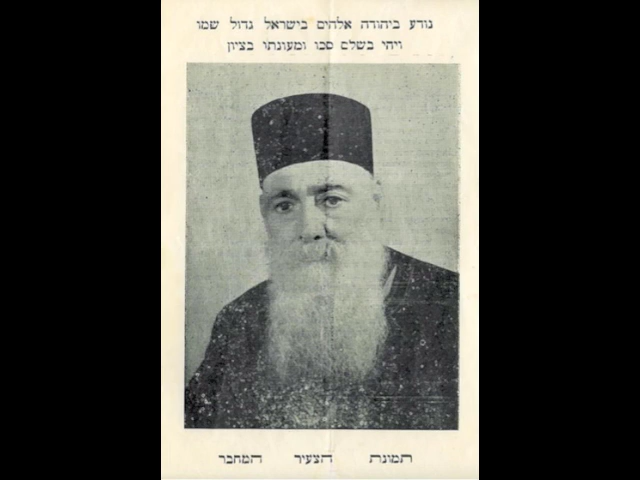 נודע ביהודה אלהים בישראל גדול שמו
ויהי בשלם סכו ומעונתו בציון
תמונת הצעיר המחבר